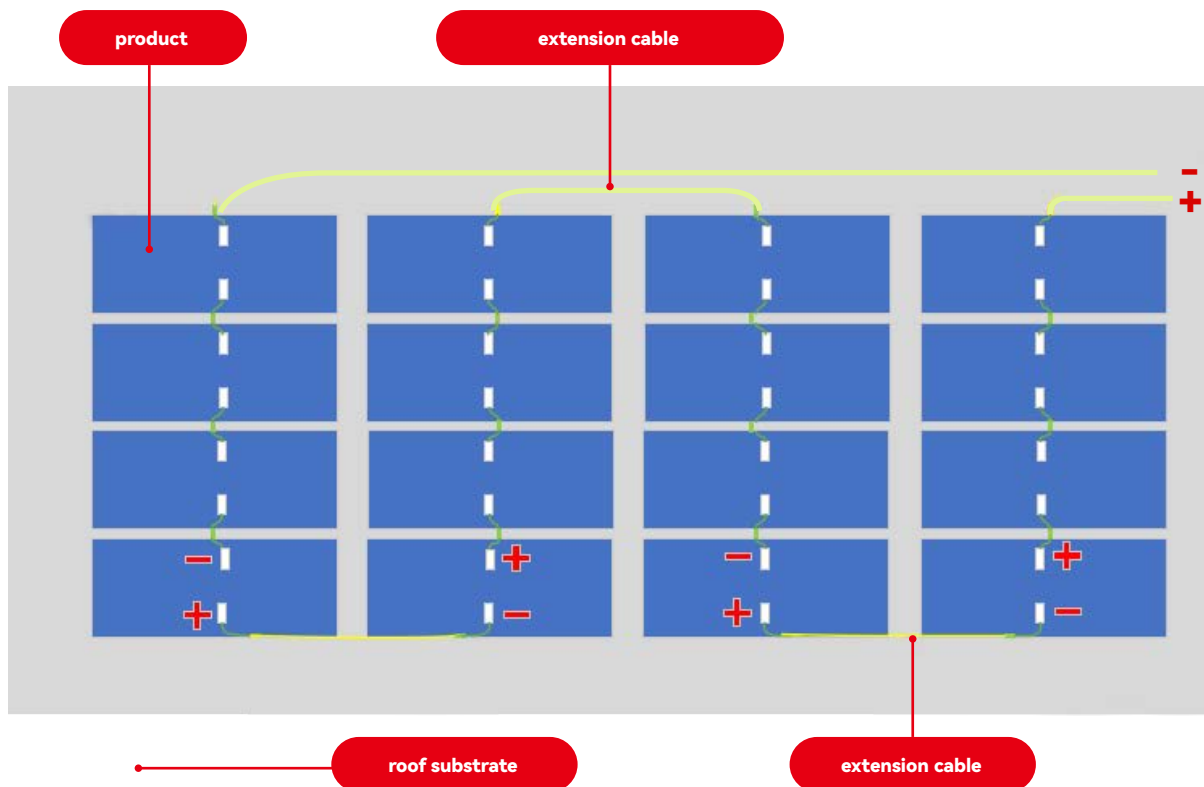 product
extension cable
-
+
− + − +
+ − + −
roof substrate
extension cable